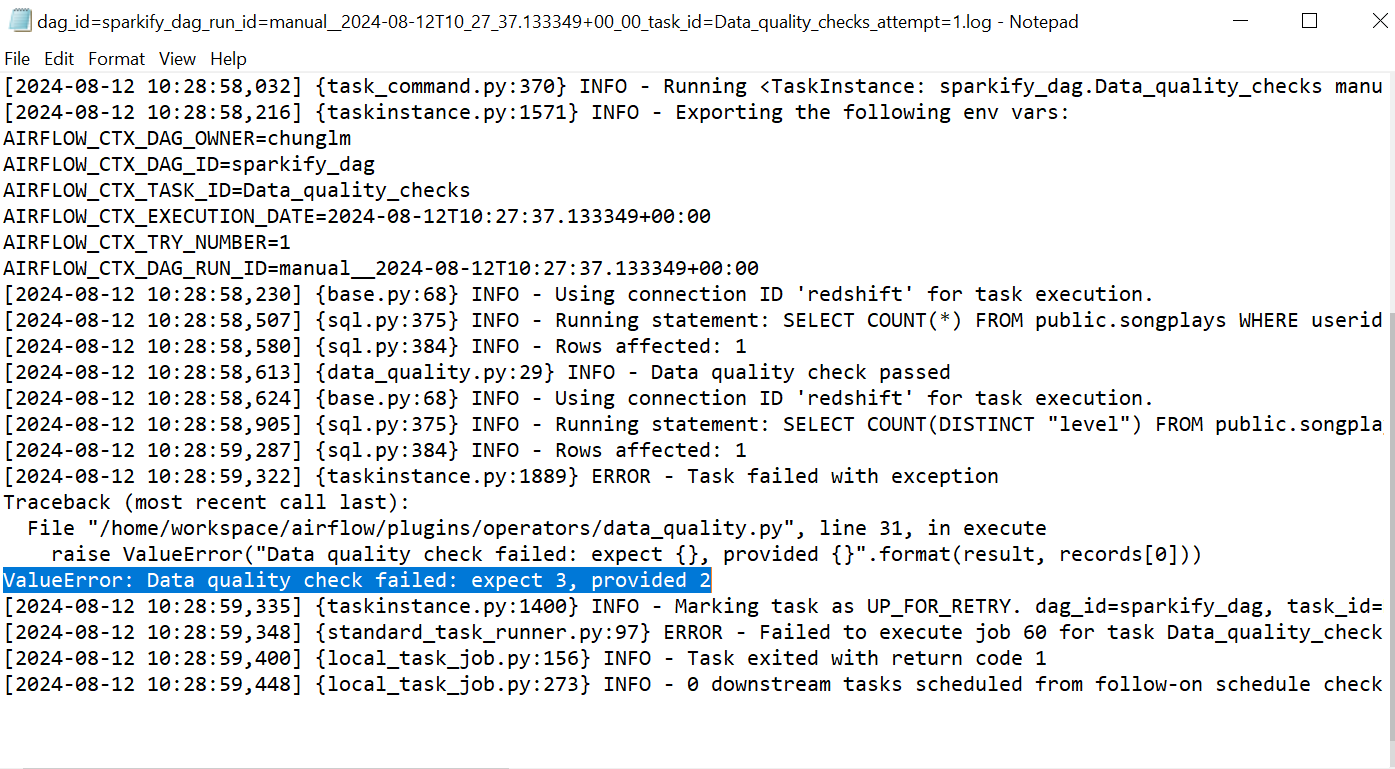 dag_id=sparkify_dag_run_id=manual__2024-08-12T10_27_37.133349+00_00_task_id=Data_quality_checks_attempt=1.log - Notepad
File Edit Format View Help
[2024-08-12 10:28:58,032] {task_command.py:370} INFO - Running <TaskInstance: sparkify_dag.Data_quality_checks manu
[2024-08-12 10:28:58,216] {taskinstance.py:1571} INFO - Exporting the following env vars:
AIRFLOW_CTX_DAG_OWNER=chunglm
AIRFLOW_CTX_DAG_ID=sparkify_dag
AIRFLOW_CTX_TASK_ID=Data_quality_checks
AIRFLOW_CTX_EXECUTION_DATE=2024-08-12T10:27:37.133349+00:00
AIRFLOW_CTX_TRY_NUMBER=1
AIRFLOW_CTX_DAG_RUN_ID=manual__2024-08-12T10:27:37.133349+00:00
[2024-08-12 10:28:58,230] {base.py:68} INFO - Using connection ID 'redshift' for task execution.
[2024-08-12 10:28:58,507] {sql.py:375} INFO - Running statement: SELECT COUNT(*) FROM public.songplays WHERE userid
[2024-08-12 10:28:58,580] {sql.py:384} INFO - Rows affected: 1
[2024-08-12 10:28:58,613] {data_quality.py:29} INFO - Data quality check passed
[2024-08-12 10:28:58,624] {base.py:68} INFO - Using connection ID 'redshift' for task execution.
[2024-08-12 10:28:58,905] {sql.py:375} INFO - Running statement: SELECT COUNT(DISTINCT "level") FROM public.songpla
[2024-08-12 10:28:59,287] {sql.py:384} INFO - Rows affected: 1
[2024-08-12 10:28:59,322] {taskinstance.py:1889} ERROR - Task failed with exception
Traceback (most recent call last):
  File "/home/workspace/airflow/plugins/operators/data_quality.py", line 31, in execute
    raise ValueError("Data quality check failed: expect {}, provided {}".format(result, records[0]))
ValueError: Data quality check failed: expect 3, provided 2
[2024-08-12 10:28:59,335] {taskinstance.py:1400} INFO - Marking task as UP_FOR_RETRY. dag_id=sparkify_dag, task_id=
[2024-08-12 10:28:59,348] {standard_task_runner.py:97} ERROR - Failed to execute job 60 for task Data_quality_check
[2024-08-12 10:28:59,400] {local_task_job.py:156} INFO - Task exited with return code 1
[2024-08-12 10:28:59,448] {local_task_job.py:273} INFO - 0 downstream tasks scheduled from follow-on schedule check